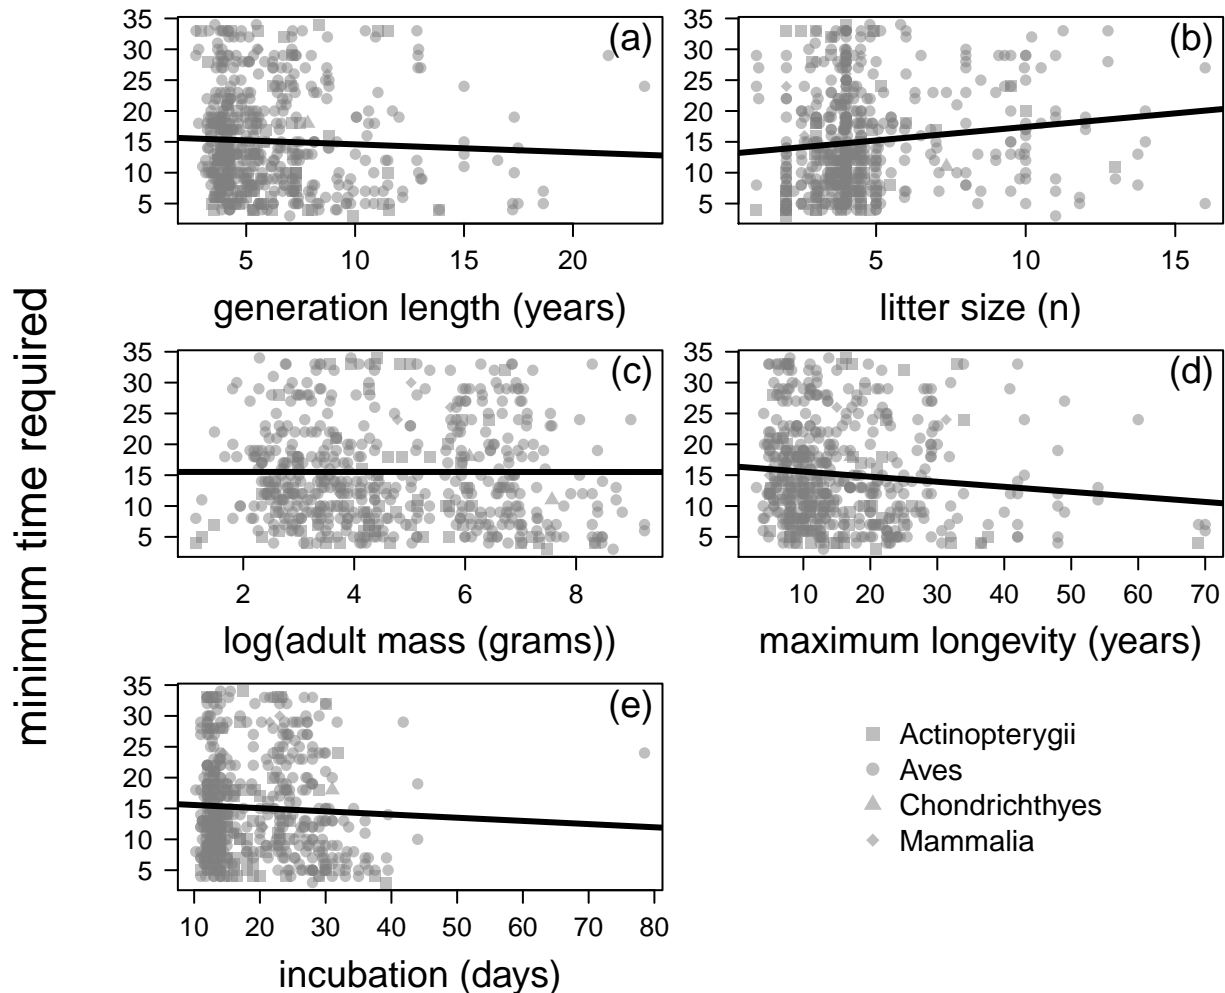 minimum time required
35
30
25
20
15
10
5
(a)
5 10 15 20
generation length (years)
35
30
25
20
15
10
5
(b)
5 10 15
litter size (n)
35
30
25
20
15
10
5
(c)
2 4 6 8
log(adult mass (grams))
35
30
25
20
15
10
5
(d)
10 20 30 40 50 60 70
maximum longevity (years)
35
30
25
20
15
10
5
(e)
10 20 30 40 50 60 70 80
incubation (days)
Actinopterygii
Aves
Chondrichthyes
Mammalia